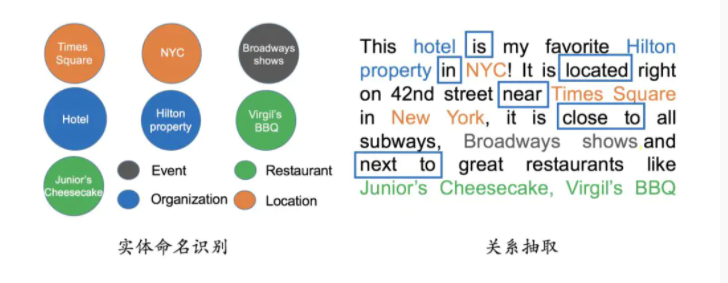 Times
Square
NYC
Broadways
shows
Hotel
Hilton
property
Virgil's
BBQ
Junior's
Cheesecake
Event
Restaurant
Organization
Location
实体命名识别
This hotel is my favorite Hilton
property in NYC! It is located right
on 42nd street near Times Square
in New York, it is close to all
subways, Broadways shows and
next to great restaurants like
Junior's Cheesecake, Virgil's BBQ
关系抽取